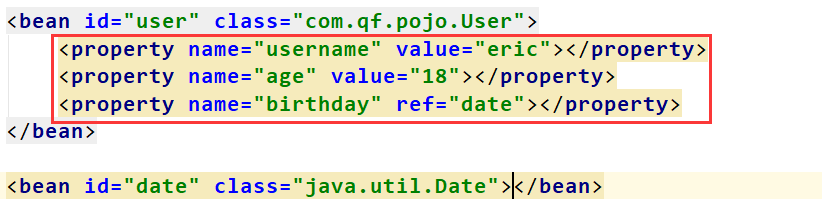 <bean id="user" class="com.qf.pojo.User">
<property name="username" value="eric"></property>
<property name="age" value="18"></property>
<property name="birthday" ref="date"></property>
</bean>
<bean id="date" class="java.util.Date"></bean>